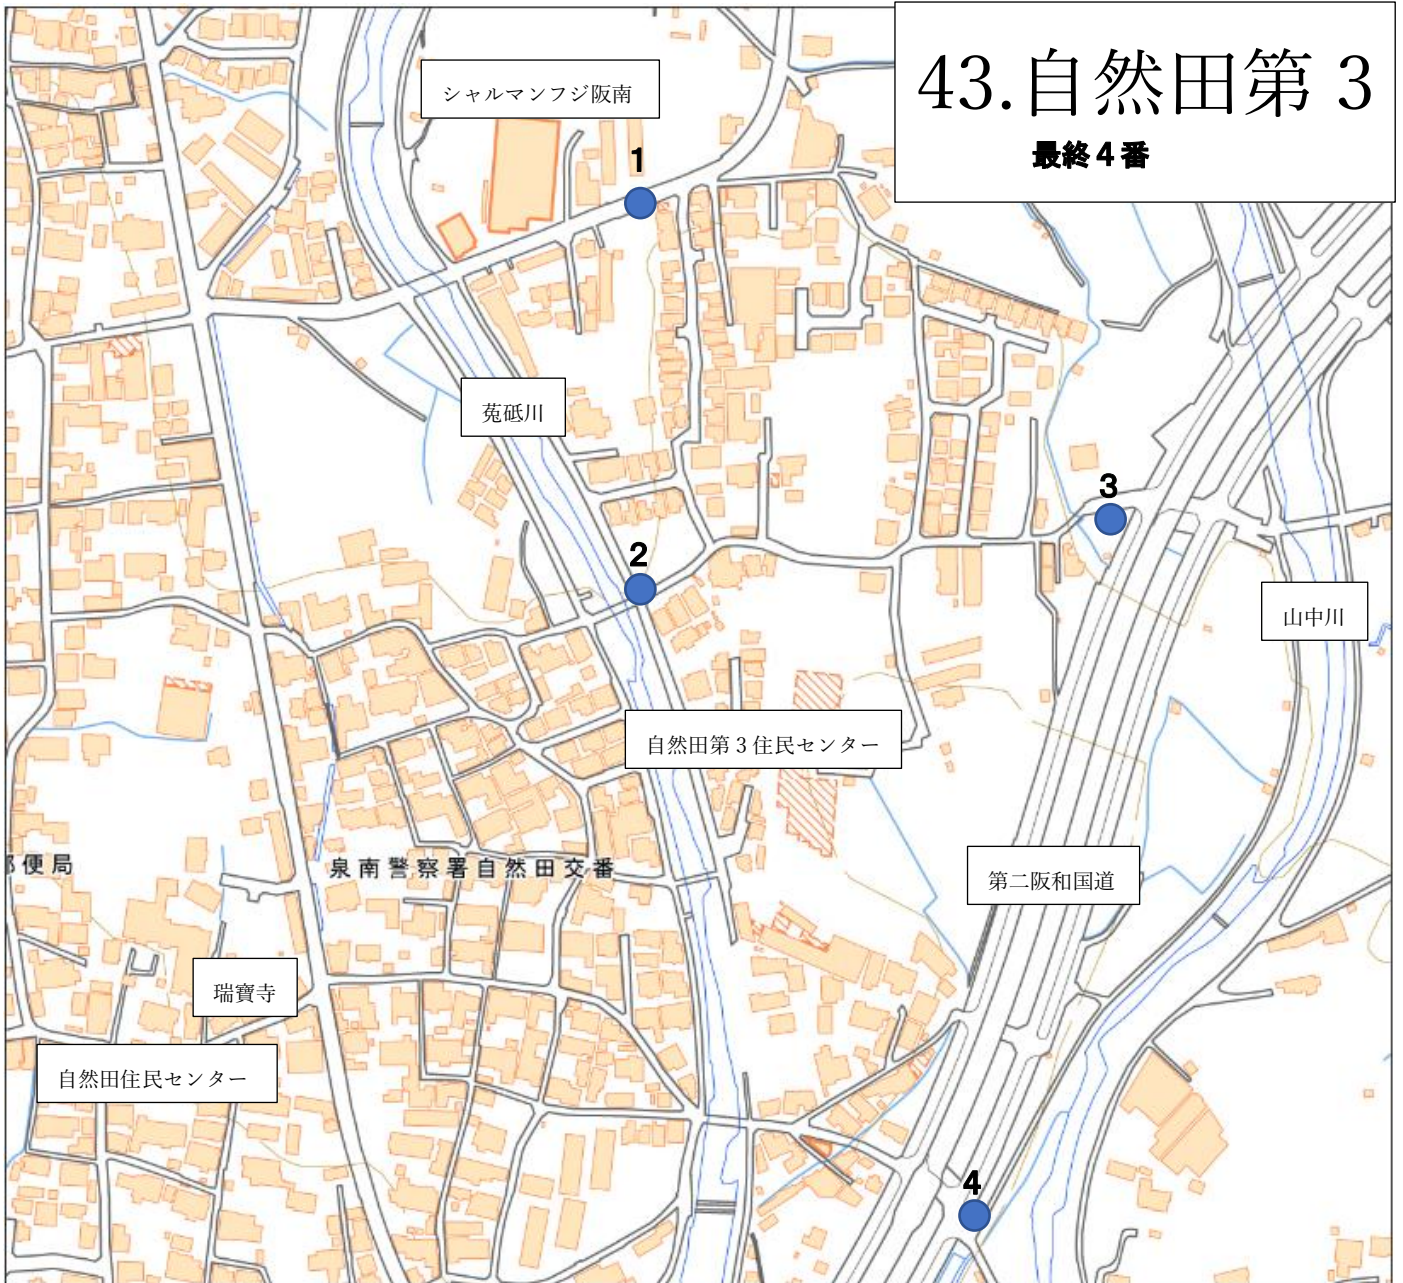 43.自然田第3
最終4番
シャルマンフジ阪南
1
菟砥川
3
2
山中川
自然田第3住民センター
便局
泉南警察署自然田交番
第二阪和国道
瑞寶寺
自然田住民センター
4